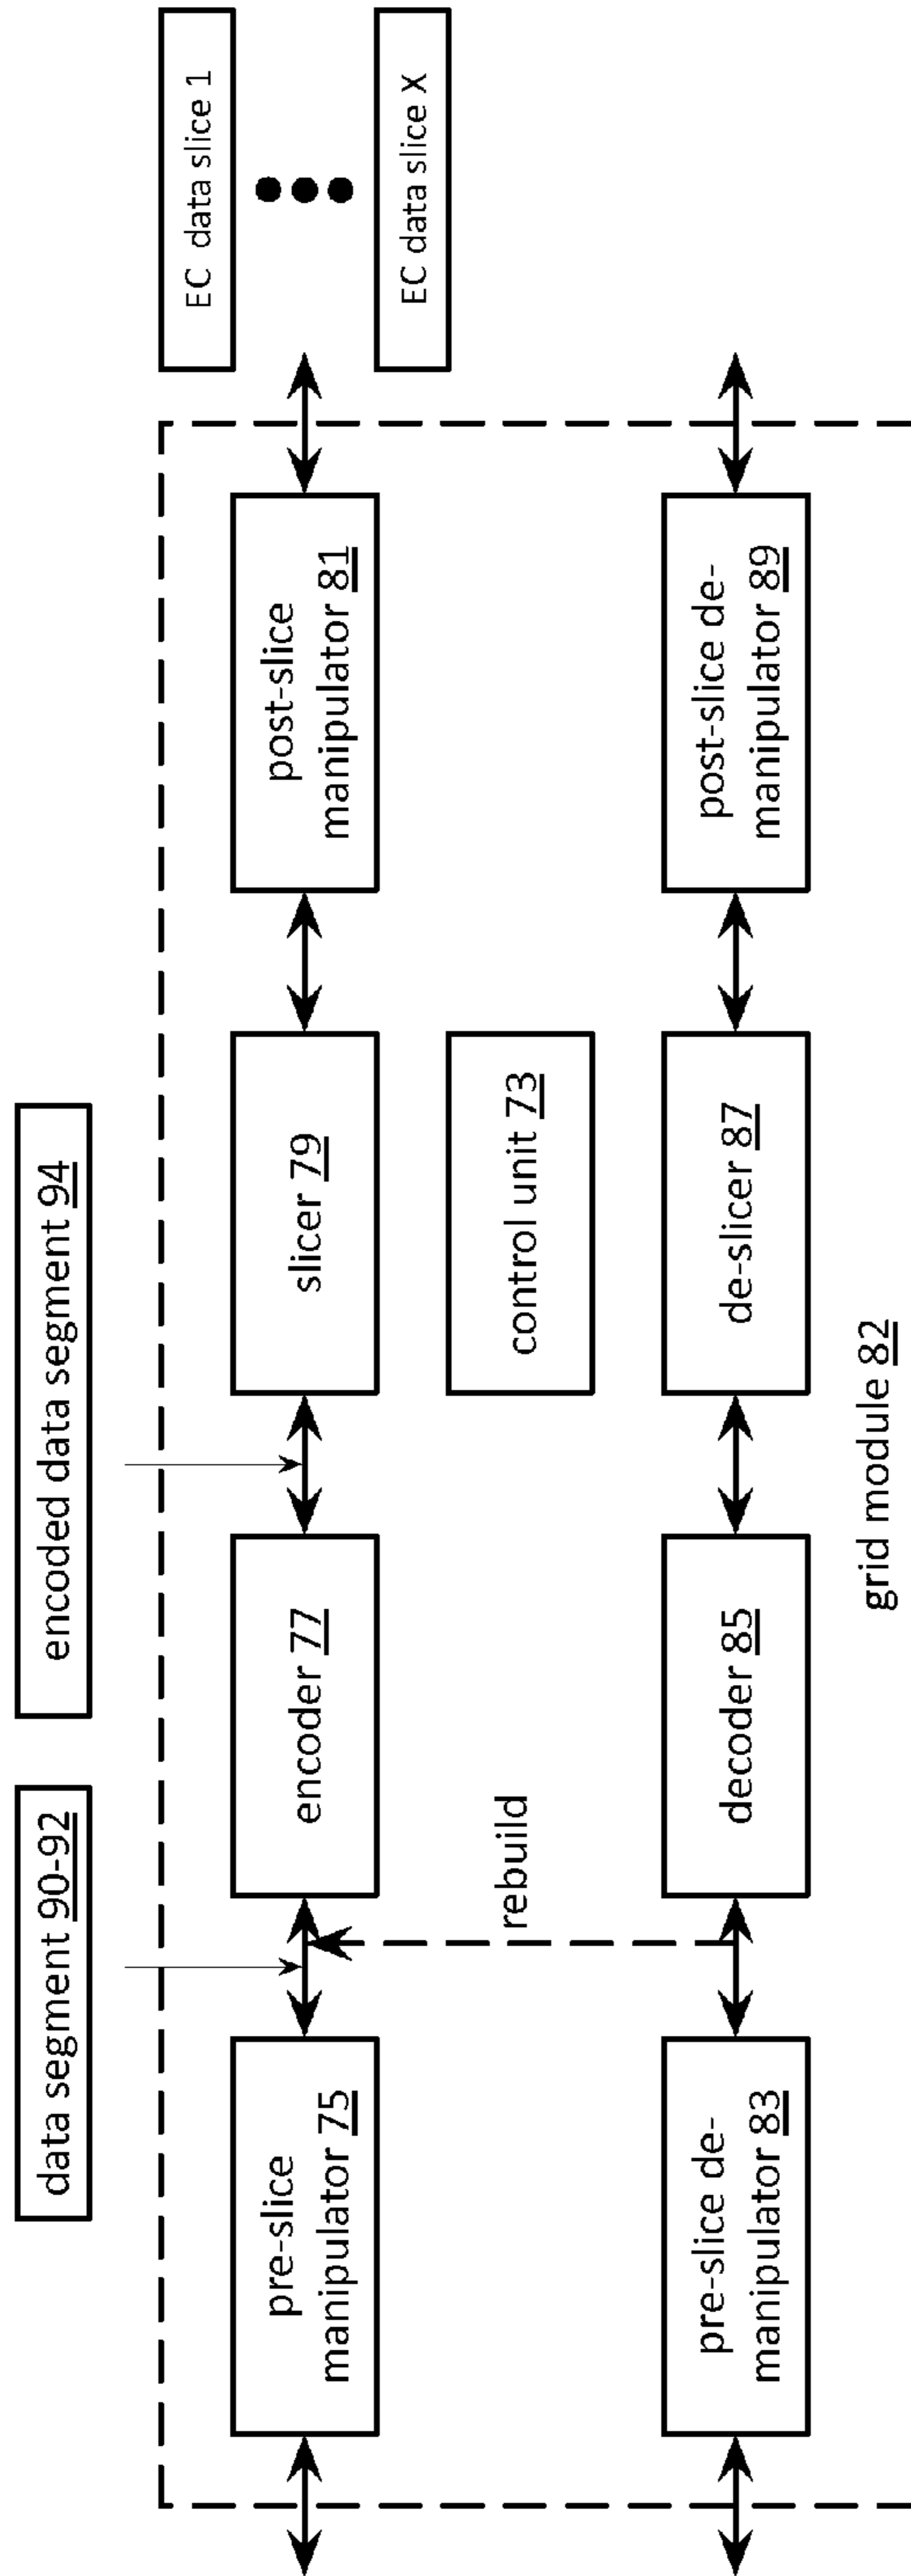 data segment 90-92
encoded data segment 94
EC data slice 1
EC data slice X
pre-slice
manipulator 75
encoder 77
slicer 79
post-slice
manipulator 81
rebuild
control unit 73
pre-slice de-
manipulator 83
decoder 85
de-slicer 87
post-slice de-
manipulator 89
grid module 82